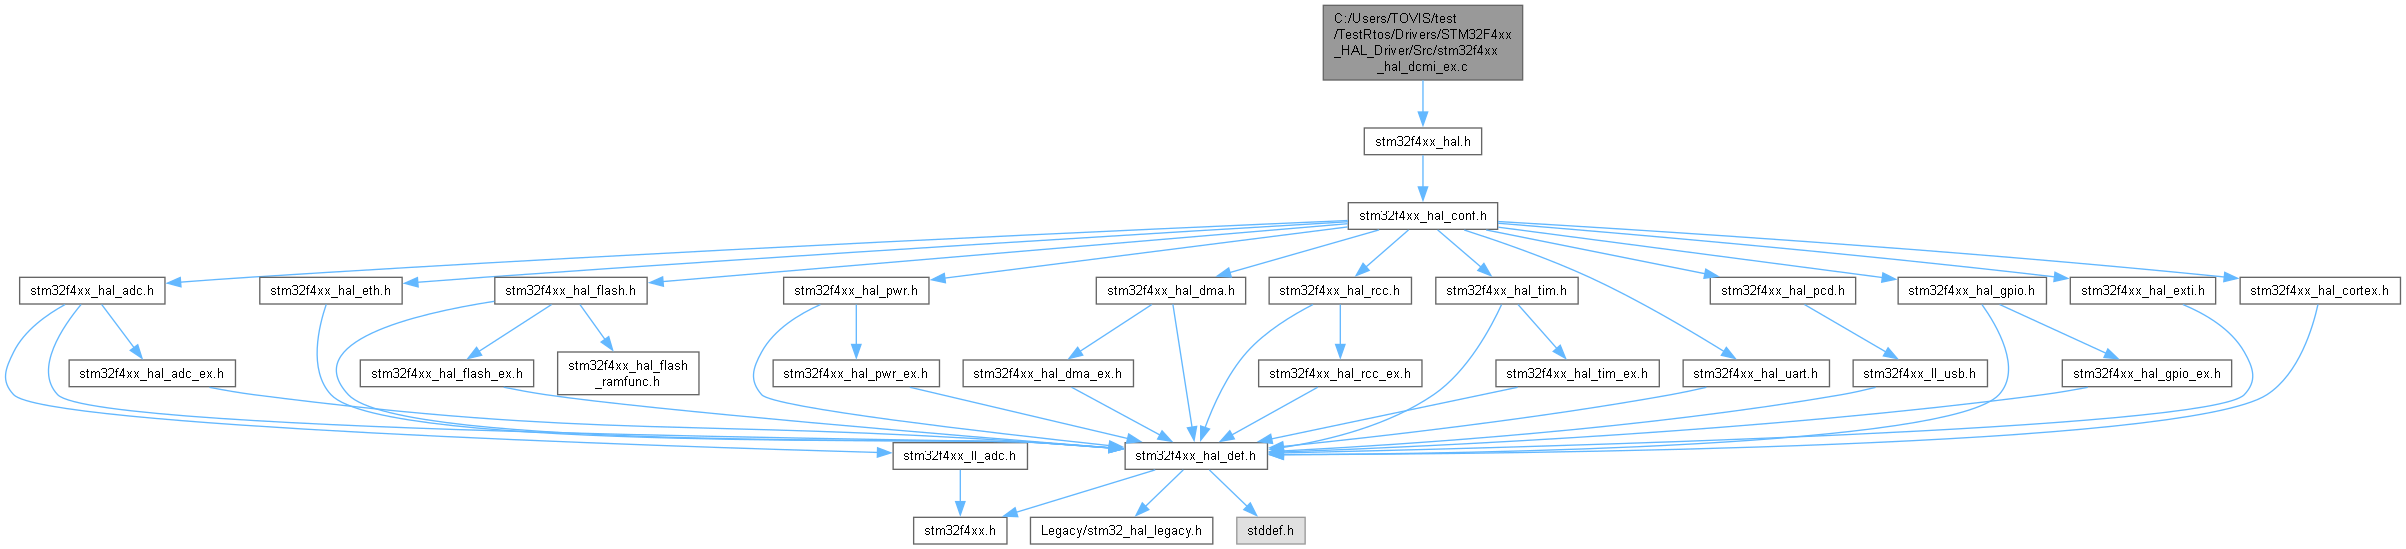 C:/Users/TOVIS/test
/TestRtos/Drivers/STM32F4xx
_HAL_Driver/Src/stm32f4xx
_hal_dcmi_ex.c
stm32f4xx_hal.h
stm32f4xx_hal_conf.h
stm32f4xx_hal_adc.h
stm32f4xx_hal_eth.h
stm32f4xx_hal_flash.h
stm32f4xx_hal_pwr.h
stm32f4xx_hal_dma.h
stm32f4xx_hal_rcc.h
stm32f4xx_hal_tim.h
stm32f4xx_hal_pcd.h
stm32f4xx_hal_gpio.h
stm32f4xx_hal_exti.h
stm32f4xx_hal_cortex.h
stm32f4xx_hal_adc_ex.h
stm32f4xx_hal_flash_ex.h
stm32f4xx_hal_flash
_ramfunc.h
stm32f4xx_hal_pwr_ex.h
stm32f4xx_hal_dma_ex.h
stm32f4xx_hal_rcc_ex.h
stm32f4xx_hal_tim_ex.h
stm32f4xx_hal_uart.h
stm32f4xx_ll_usb.h
stm32f4xx_hal_gpio_ex.h
stm32f4xx_ll_adc.h
stm32f4xx_hal_def.h
stm32f4xx.h
Legacy/stm32_hal_legacy.h
stddef.h